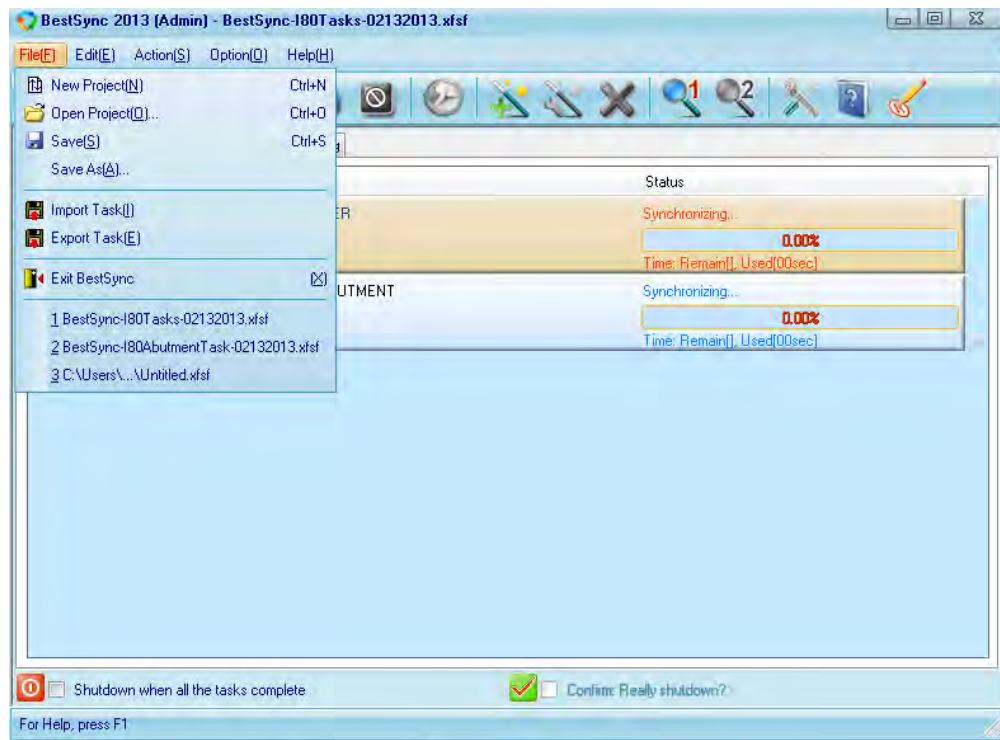 BestSync 2013 (Admin) - BestSync-I80Tasks-02132013.xfsf
File(F) Edit(E) Action(S) Option(O) Help(H)
New Project(N) Ctrl+N
Open Project(O)... Ctrl+O
Save(S) Ctrl+S
Save As(A)...
Import Task(I)
Export Task(E)
Exit BestSync (X)
1 BestSync-I80Tasks-02132013.xfsf
2 BestSync-I80AbutmentTask-02132013.xfsf
3 C:\Users\...\Untitled.xfsf
1 2
Status
ER
Synchronizing...
0.00%
Time: Remain[], Used[00sec]
UTMENT
Synchronizing...
0.00%
Time: Remain[], Used[00sec]
Shutdown when all the tasks complete
Confirm: Really shutdown?
For Help, press F1